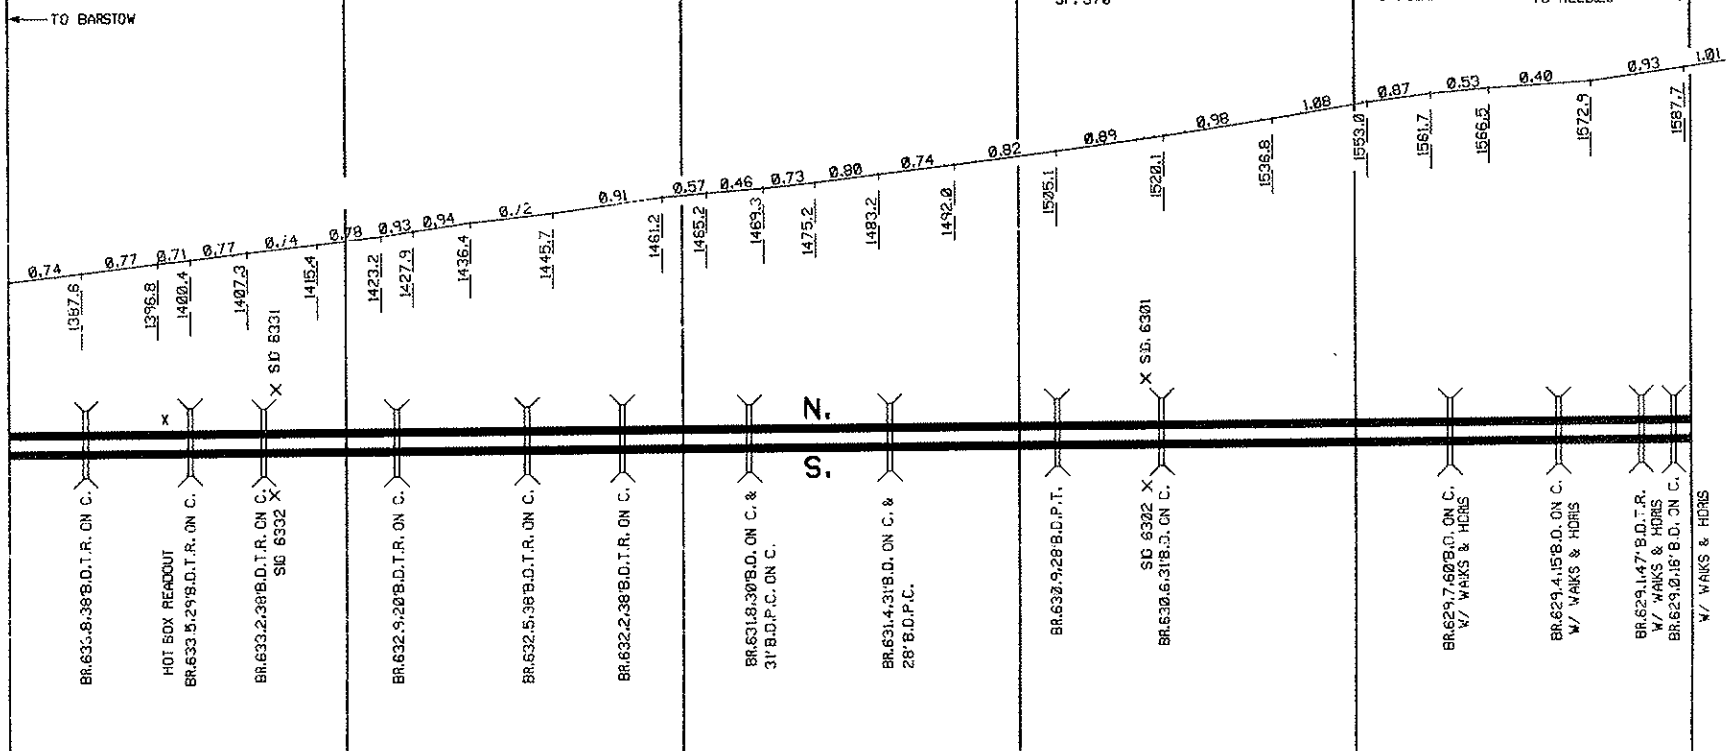 TO BARSTOW
0.74
0.77
0.71
0.77
0.74
0.78
0.93
0.94
0.72
0.91
0.57
0.46
0.73
0.80
0.74
0.82
0.89
0.98
1.08
0.87
0.53
0.40
0.93
1.01
1387.6
1396.8
1400.4
1407.3
1415.4
1423.2
1427.9
1436.4
1445.7
1461.2
1465.2
1469.3
1475.2
1483.2
1492.0
1505.1
1520.1
1536.8
1553.0
1561.7
1566.5
1572.9
1587.7
X
X SIG 6331
X SIG. 6301
N.
S.
BR.633.8,38'B.D.T.R. ON C.
HOT BOX READOUT
BR.633.5,29'B.D.T.R. ON C.
BR.633.2,38'B.D.T.R. ON C.
SIG 6332 X
BR.632.9,20'B.D.T.R. ON C.
BR.632.5,38'B.D.T.R. ON C.
BR.632.2,38'B.D.T.R. ON C.
BR.631.8,30'B.D. ON C. &
31' B.D.P.C. ON C.
BR.631.4,31'B.D. ON C. &
28' B.D.P.C.
BR.630.9,28'B.D.P.T.
SIG 6302 X
BR.630.6,31'B.D. ON C.
BR.629.7,60'B.D. ON C.
W/ WALKS & HDRLS
BR.629.4,15'B.D. ON C.
W/ WALKS & HDRLS
BR.629.1,47' B.D.T.R.
W/ WALKS & HDRLS
BR.629.0,16' B.D. ON C.
W/ WALKS & HDRLS